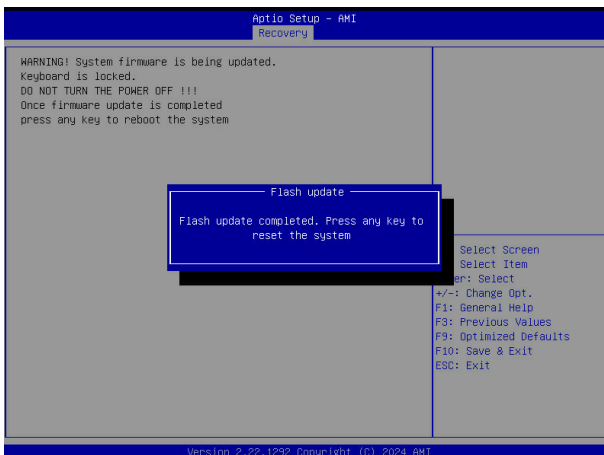 Aptio Setup – AMI
Recovery
WARNING! System firmware is being updated.
Keyboard is locked.
DO NOT TURN THE POWER OFF !!!
Once firmware update is completed
press any key to reboot the system
Flash update
Flash update completed. Press any key to
reset the system
Select Screen
Select Item
er: Select
+/-: Change Opt.
F1: General Help
F3: Previous Values
F9: Optimized Defaults
F10: Save & Exit
ESC: Exit
Version 2.22.1292 Copyright (C) 2024 AMI